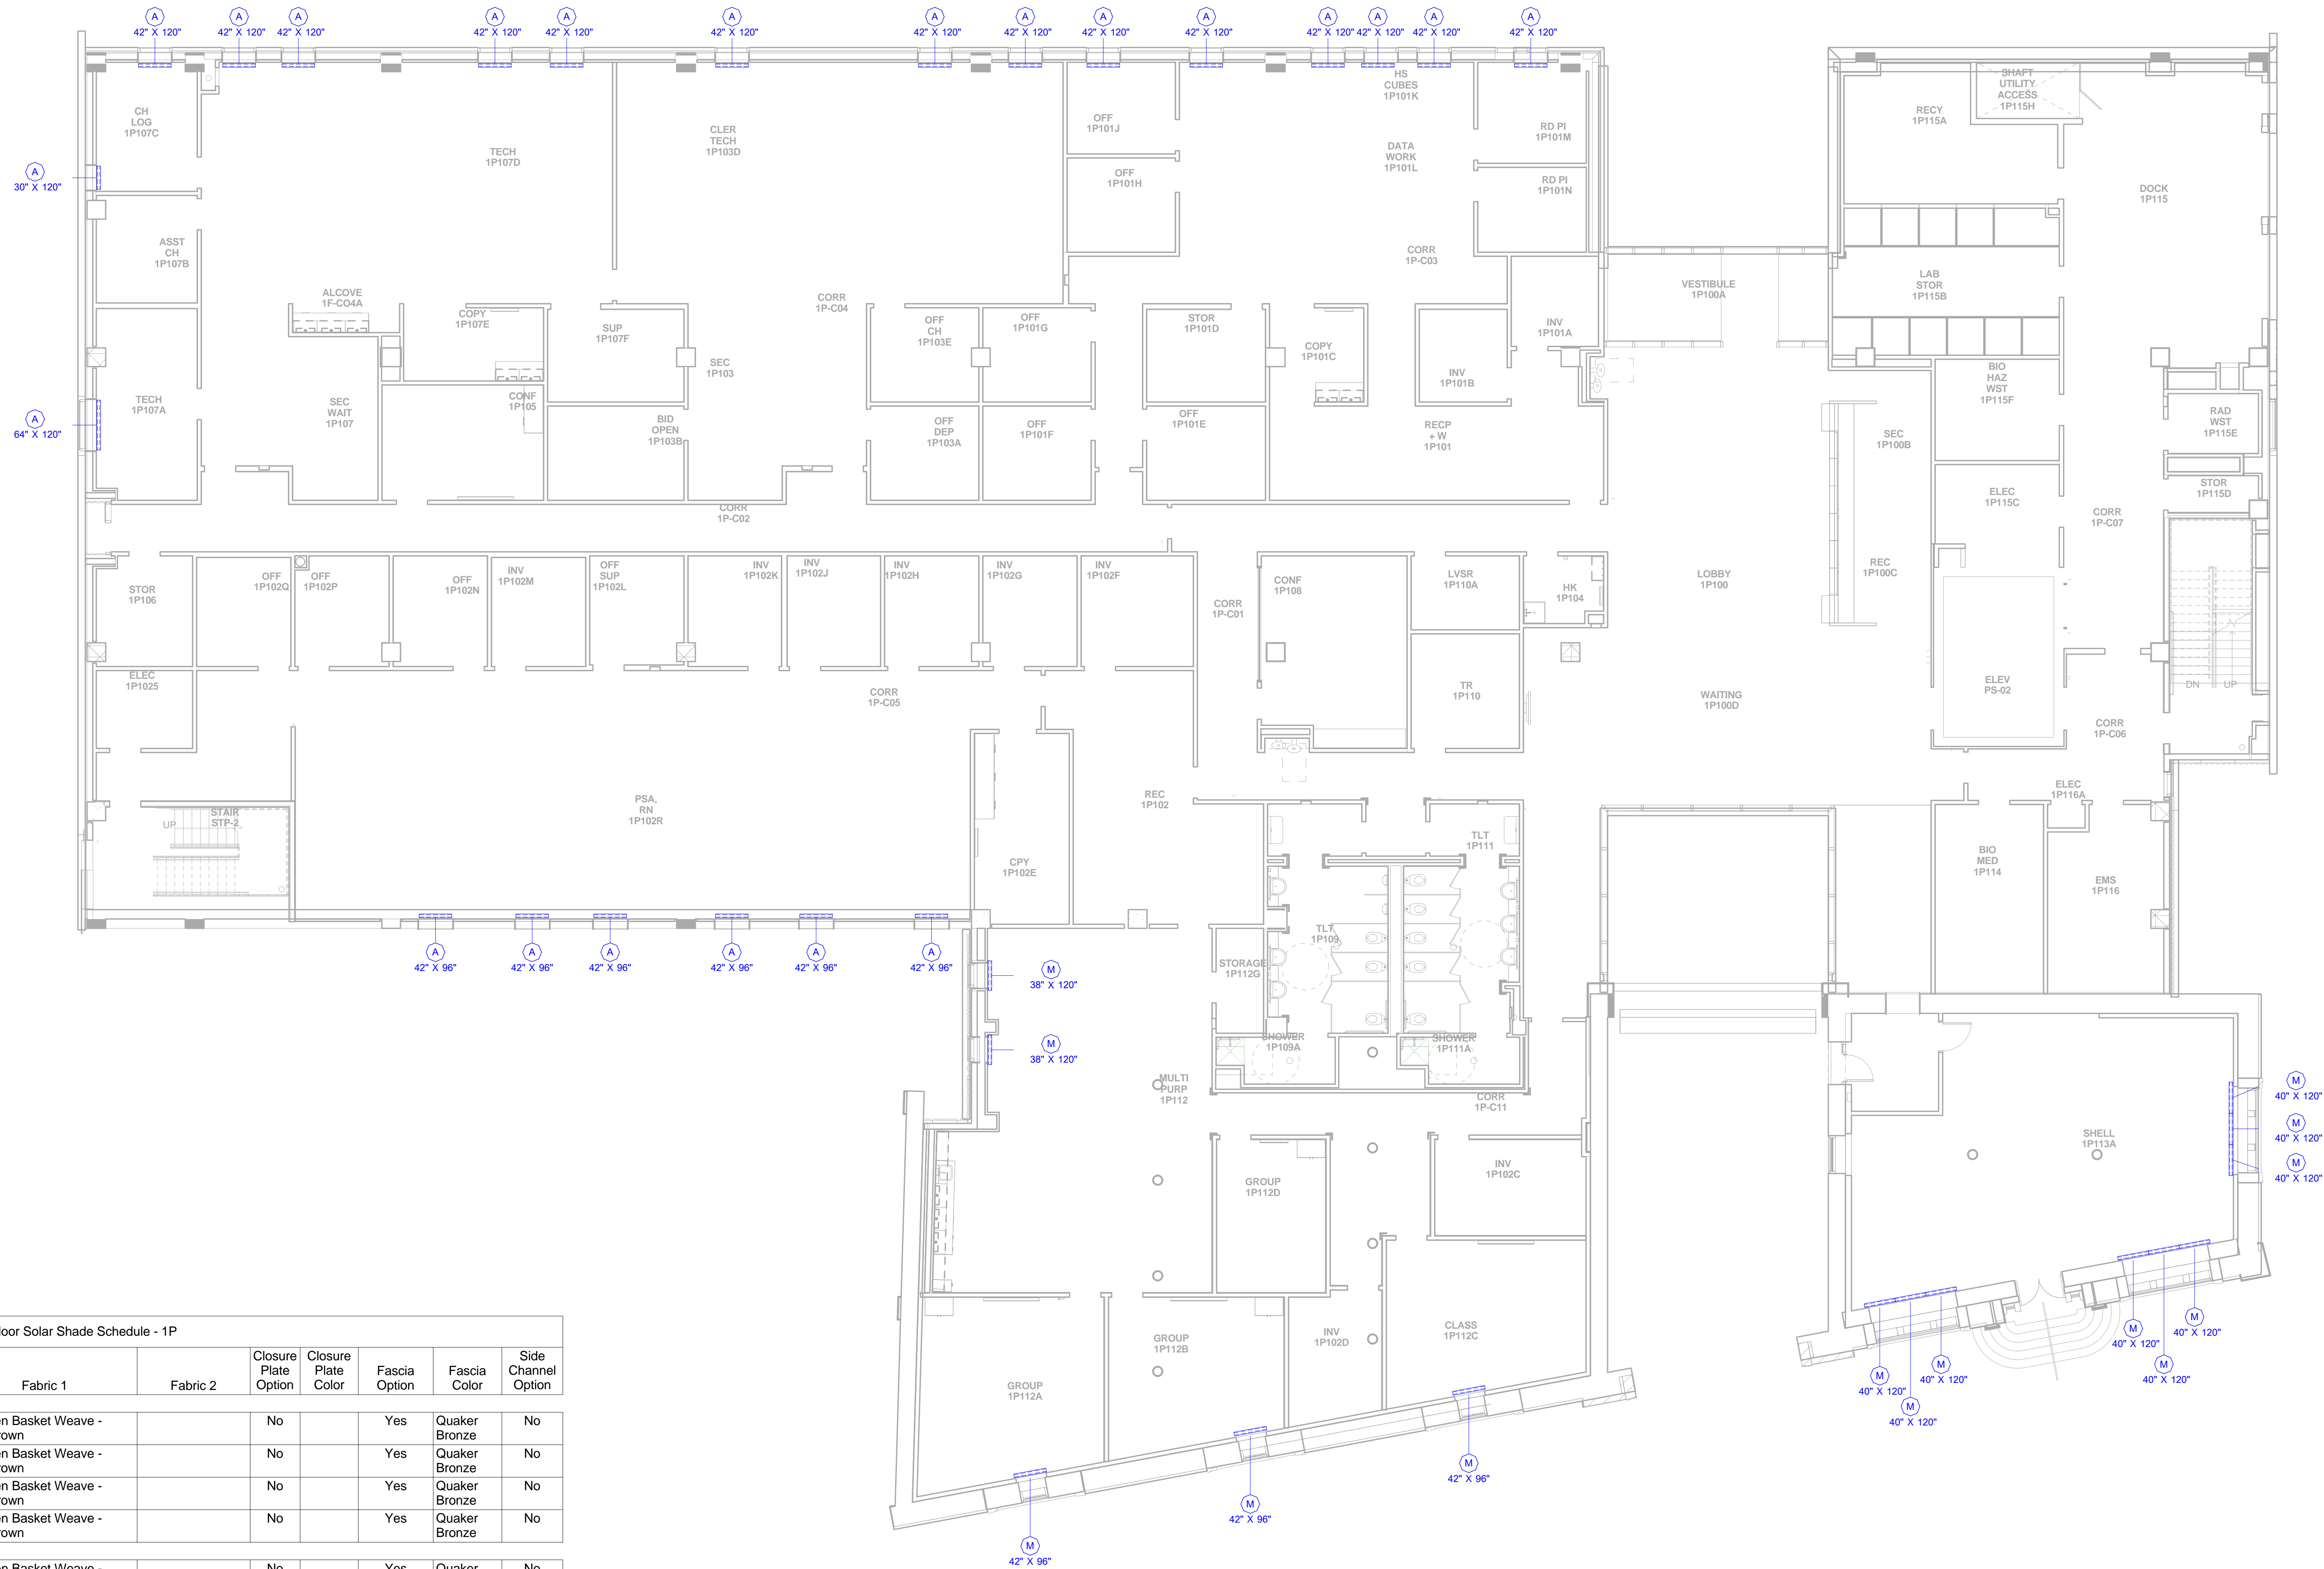 A
42" X 120"
A
42" X 120"
A
42" X 120"
A
42" X 120"
A
42" X 120"
A
42" X 120"
A
42" X 120"
A
42" X 120"
A
42" X 120"
A
42" X 120"
A
42" X 120"
A
42" X 120"
A
42" X 120"
A
42" X 120"
A
30" X 120"
A
64" X 120"
CH
LOG
1P107C
TECH
1P107D
CLER
TECH
1P103D
OFF
1P101J
OFF
1P101H
HS
CUBES
1P101K
DATA
WORK
1P101L
RD PI
1P101M
RD PI
1P101N
RECY
1P115A
SHAFT
UTILITY
ACCESS
1P115H
DOCK
1P115
ASST
CH
1P107B
ALCOVE
1F-CO4A
COPY
1P107E
SUP
1P107F
CORR
1P-C04
SEC
1P103
OFF
CH
1P103E
OFF
1P101G
STOR
1P101D
COPY
1P101C
CORR
1P-C03
INV
1P101A
INV
1P101B
VESTIBULE
1P100A
LAB
STOR
1P115B
BIO
HAZ
WST
1P115F
RAD
WST
1P115E
TECH
1P107A
SEC
WAIT
1P107
CONF
1P105
BID
OPEN
1P103B
OFF
DEP
1P103A
OFF
1P101F
OFF
1P101E
RECP
+ W
1P101
SEC
1P100B
ELEC
1P115C
STOR
1P115D
CORR
1P-C02
CORR
1P-C07
STOR
1P106
OFF
1P102Q
OFF
1P102P
OFF
1P102N
INV
1P102M
OFF
SUP
1P102L
INV
1P102K
INV
1P102J
INV
1P102H
INV
1P102G
INV
1P102F
CORR
1P-C01
CONF
1P108
LVSR
1P110A
HK
1P104
LOBBY
1P100
REC
1P100C
ELEC
1P1025
CORR
1P-C05
TR
1P110
WAITING
1P100D
ELEV
PS-02
DN
UP
CORR
1P-C06
UP
STAIR
STP-2
PSA,
RN
1P102R
CPY
1P102E
REC
1P102
TLT
1P111
TLT
1P109
ELEC
1P116A
BIO
MED
1P114
EMS
1P116
A
42" X 96"
A
42" X 96"
A
42" X 96"
A
42" X 96"
A
42" X 96"
A
42" X 96"
M
38" X 120"
M
38" X 120"
STORAGE
1P112G
SHOWER
1P109A
SHOWER
1P111A
MULTI
PURP
1P112
CORR
1P-C11
GROUP
1P112D
INV
1P102C
SHELL
1P113A
M
40" X 120"
M
40" X 120"
M
40" X 120"
GROUP
1P112A
GROUP
1P112B
INV
1P102D
CLASS
1P112C
M
40" X 120"
M
40" X 120"
M
40" X 120"
M
40" X 120"
M
40" X 120"
M
40" X 120"
M
42" X 96"
M
42" X 96"
M
42" X 96"
Solar Shade Schedule - 1P
Fabric 1 Fabric 2 Closure Plate Option Closure Plate Color Fascia Option Fascia Color Side Channel Option
Basket Weave - No Yes Quaker Bronze No
Basket Weave - No Yes Quaker Bronze No
Basket Weave - No Yes Quaker Bronze No
Basket Weave - No Yes Quaker Bronze No
Basket Weave - No Yes Quaker No